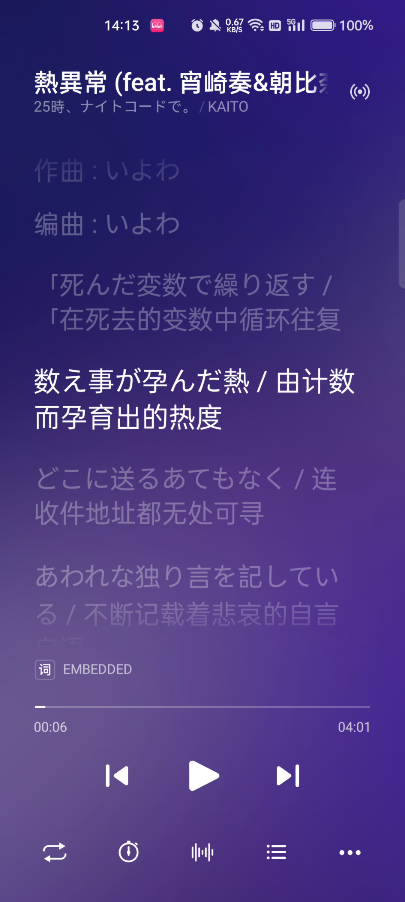 14:13
0.67
KB/S
HD
5G
100%
熱異常 (feat. 宵崎奏&朝比
25時、ナイトコードで。 / KAITO
作曲 : いよわ
编曲 : いよわ
「死んだ変数で繰り返す /
「在死去的变数中循环往复
数え事が孕んだ熱 / 由计数
而孕育出的热度
どこに送るあてもなく / 连
收件地址都无处可寻
あわれな独り言を記してい
る / 不断记载着悲哀的自言
词 EMBEDDED
00:06
04:01